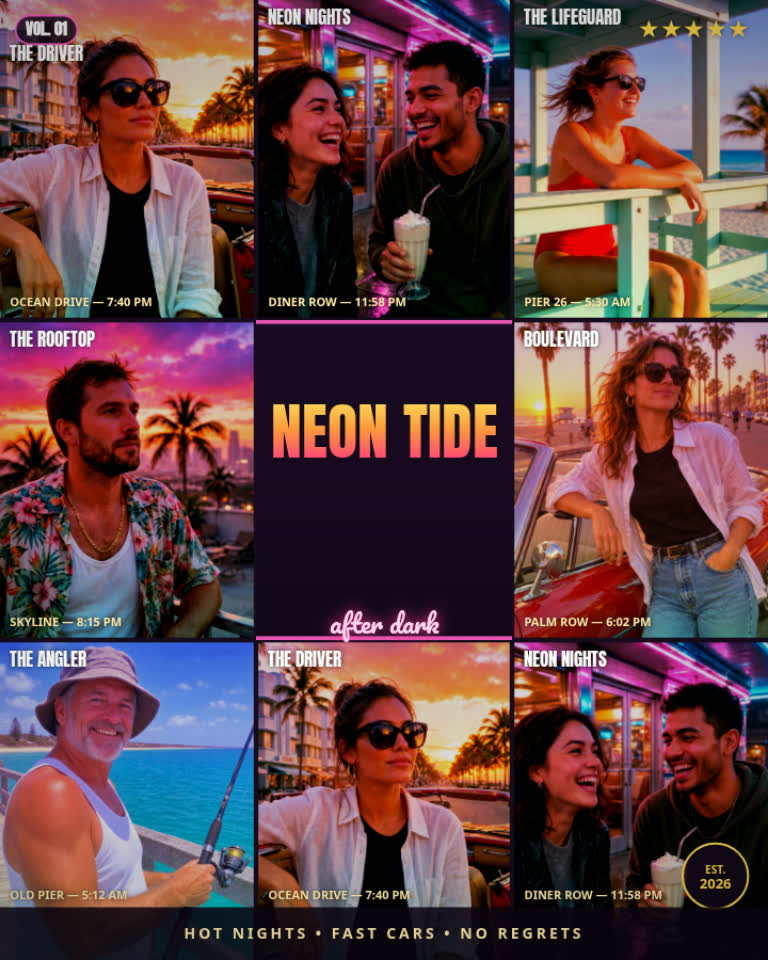 VOL. 01
THE DRIVER
OCEAN DRIVE — 7:40 PM
NEON NIGHTS
DINER ROW — 11:58 PM
THE LIFEGUARD
PIER 26 — 5:30 AM
THE ROOFTOP
SKYLINE — 8:15 PM
NEON TIDE
after dark
BOULEVARD
PALM ROW — 6:02 PM
THE ANGLER
OLD PIER — 5:12 AM
THE DRIVER
OCEAN DRIVE — 7:40 PM
NEON NIGHTS
DINER ROW — 11:58 PM
EST.
2026
HOT NIGHTS • FAST CARS • NO REGRETS